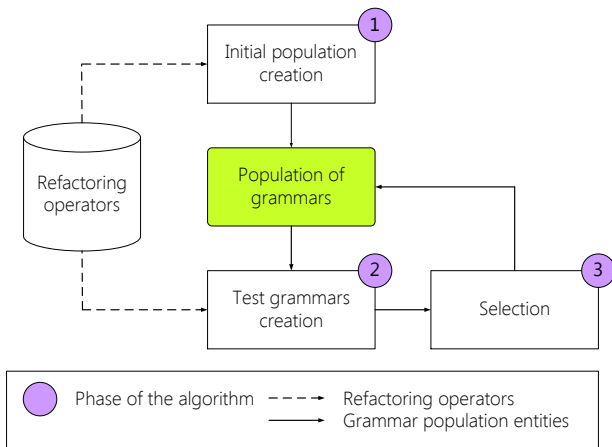 1
Initial population
creation
Refactoring
operators
Population of
grammars
2
Test grammars
creation
3
Selection
Phase of the algorithm
Refactoring operators
Grammar population entities